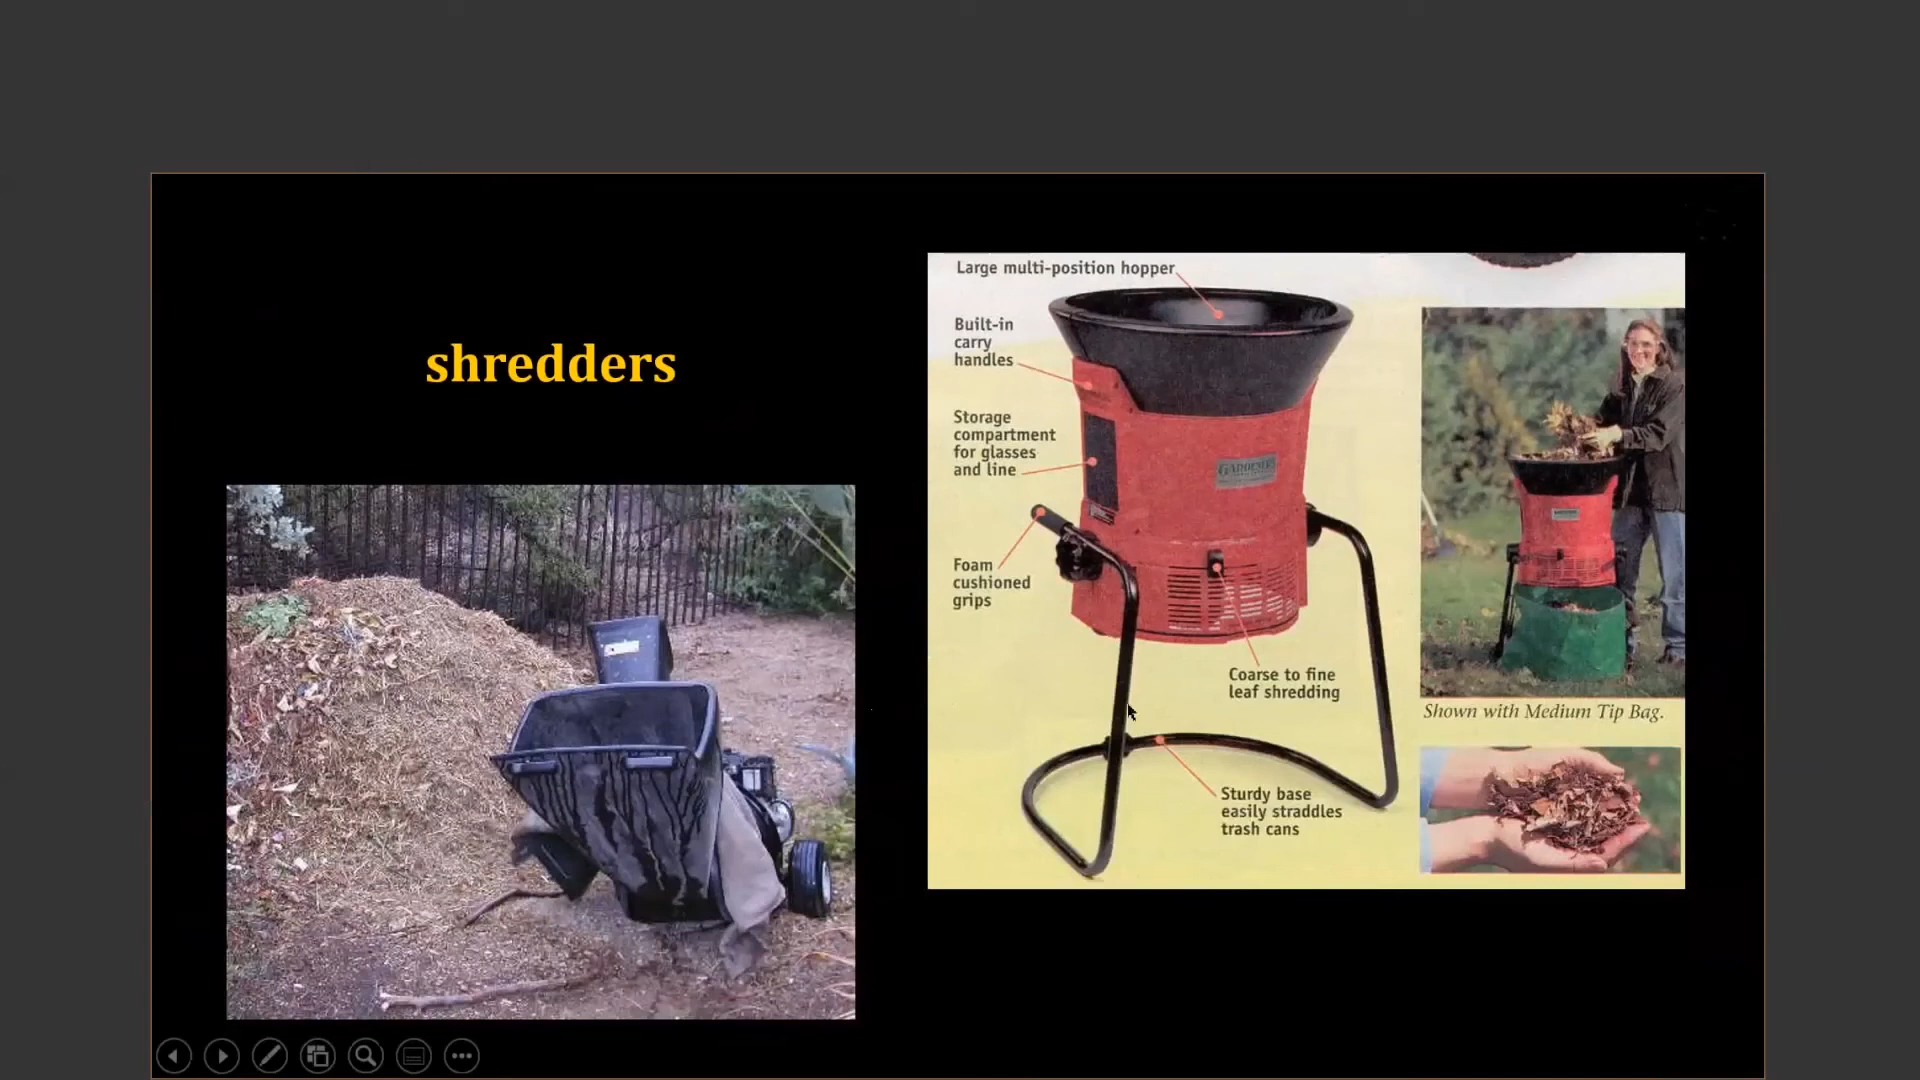 shredders
Large multi-position hopper
Built-in
carry
handles
Storage
compartment
for glasses
and line
Foam
cushioned
grips
Coarse to fine
leaf shredding
Sturdy base
easily straddles
trash cans
Shown with Medium Tip Bag.